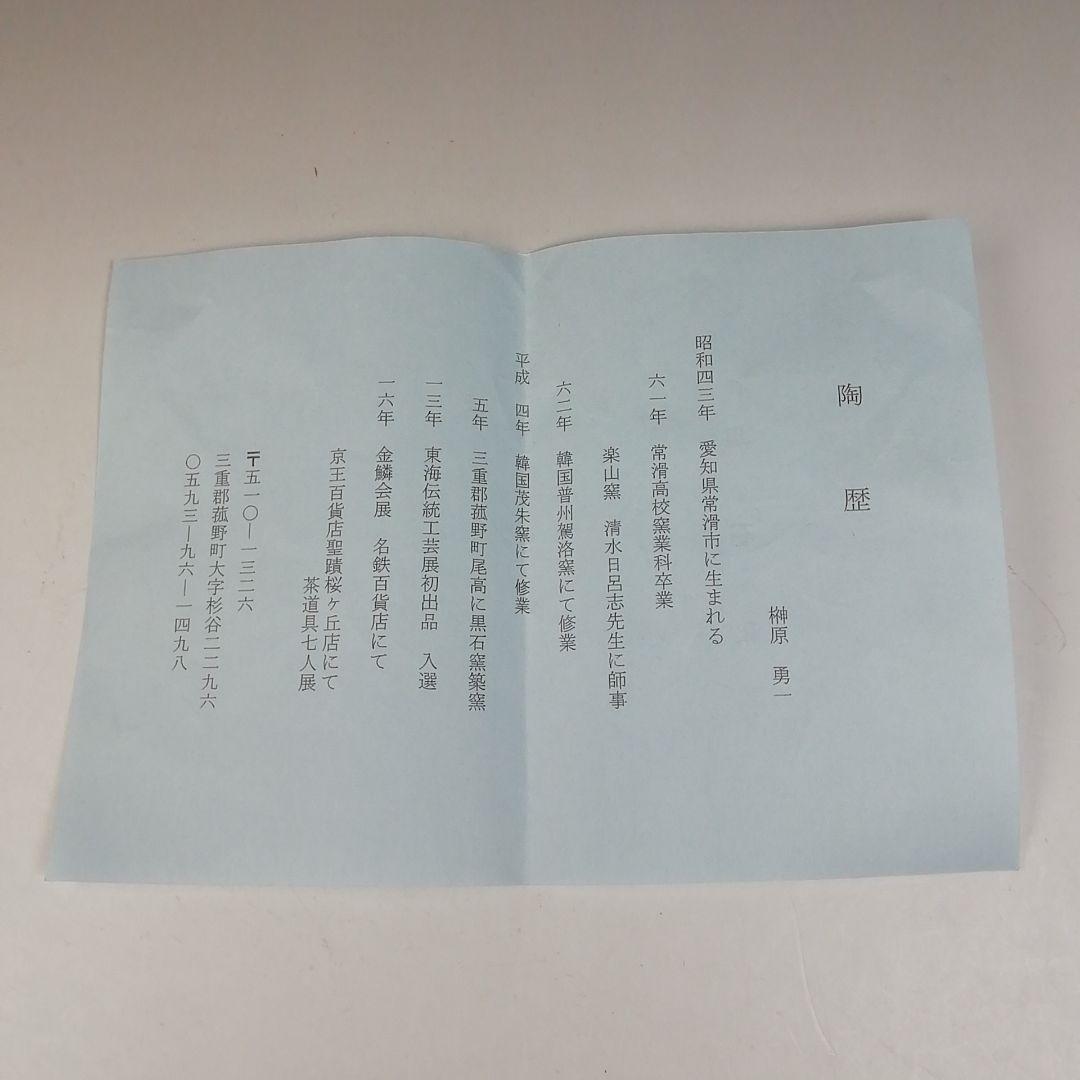 陶歴
榊原 勇一
昭和四三年 愛知県常滑市に生まれる
六一年 常滑高校窯業科卒業
楽山窯 清水日呂志先生に師事
六二年 韓国普州駕洛窯にて修業
平成 四年 韓国茂朱窯にて修業
五年 三重郡菰野町尾高に黒石窯築窯
一三年 東海伝統工芸展初出品 入選
一六年 金鱗会展 名鉄百貨店にて
京王百貨店聖蹟桜ヶ丘店にて
茶道具七人展
〒五一〇―一三二六
三重郡菰野町大字杉谷二二九六
〇五九三―九六―一四九八